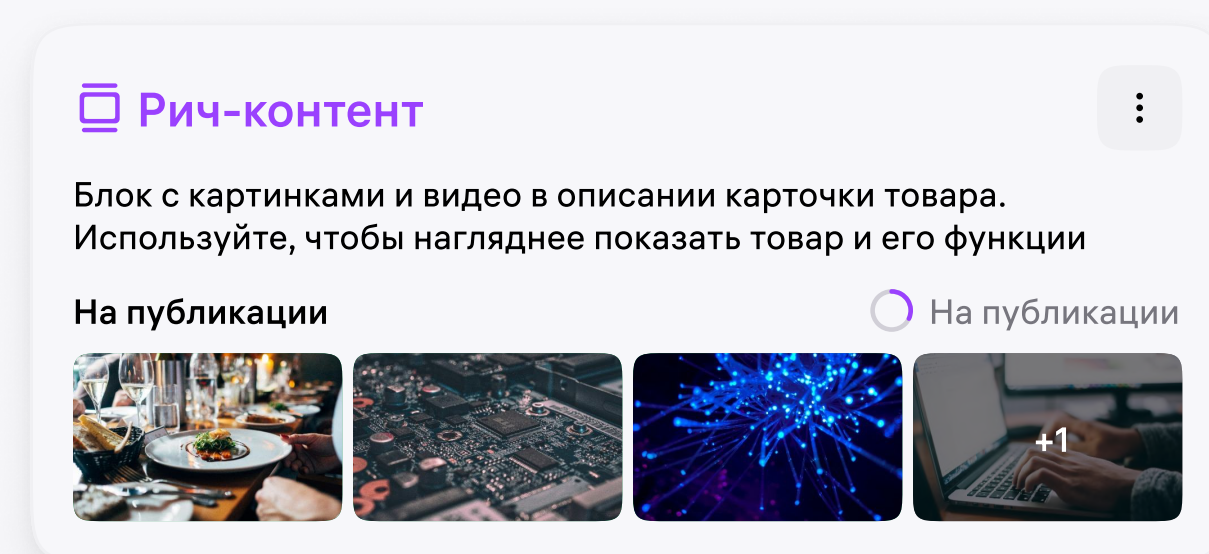 Рич-контент
Блок с картинками и видео в описании карточки товара.
Используйте, чтобы нагляднее показать товар и его функции
На публикации
На публикации
+1